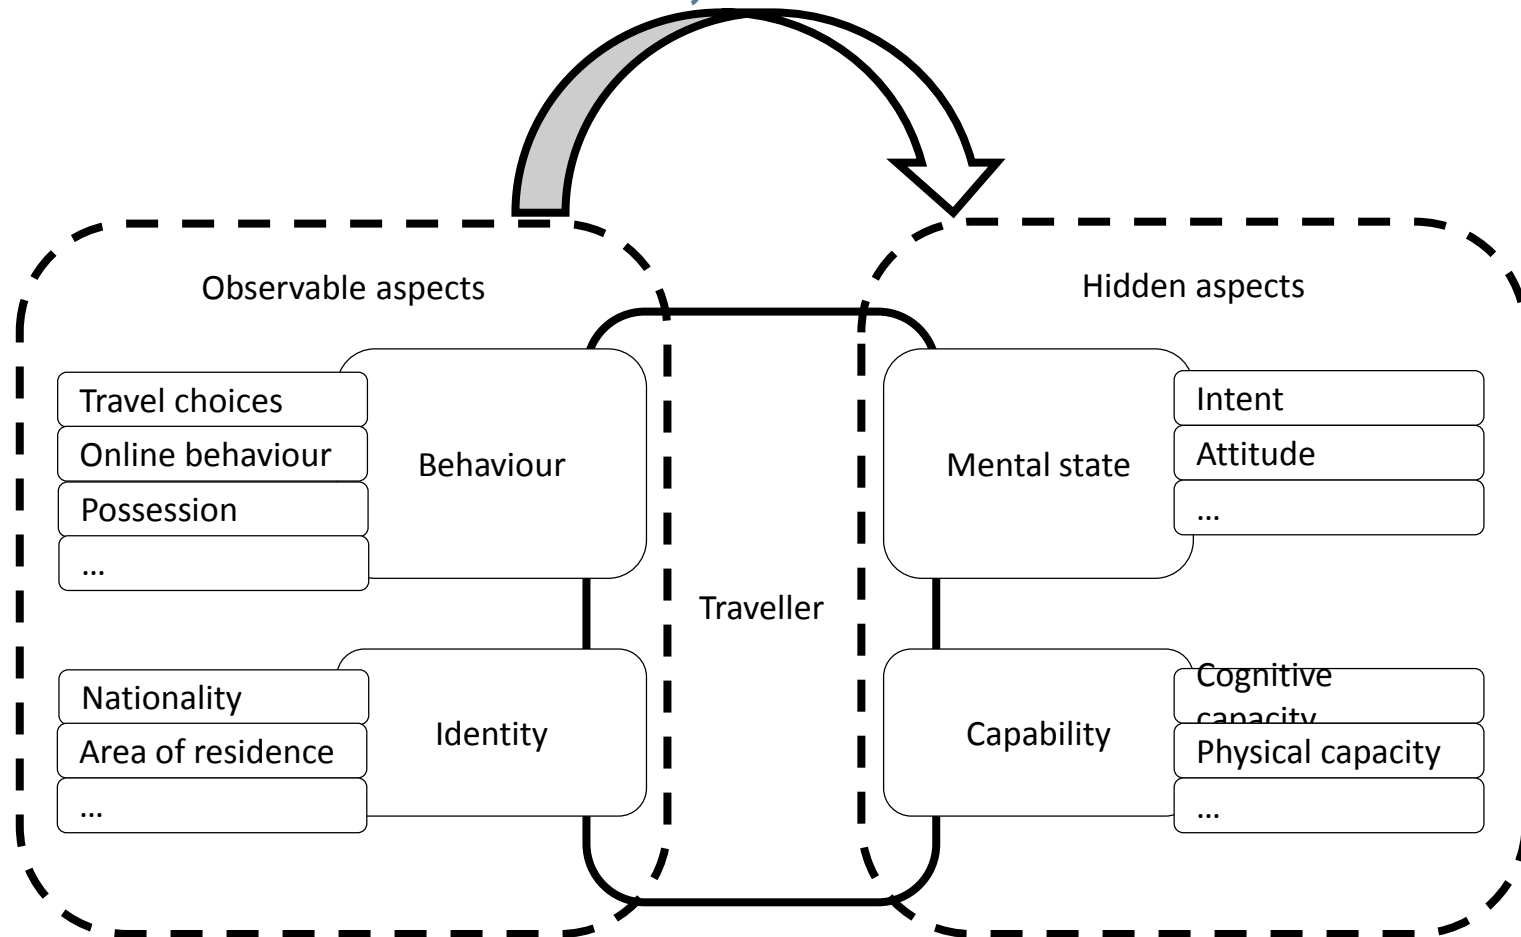 Observable aspects
Travel choices
Online behaviour
Possession
...
Behaviour
Nationality
Area of residence
...
Identity
Traveller
Hidden aspects
Mental state
Intent
Attitude
...
Capability
Cognitive
capacity
Physical capacity
...